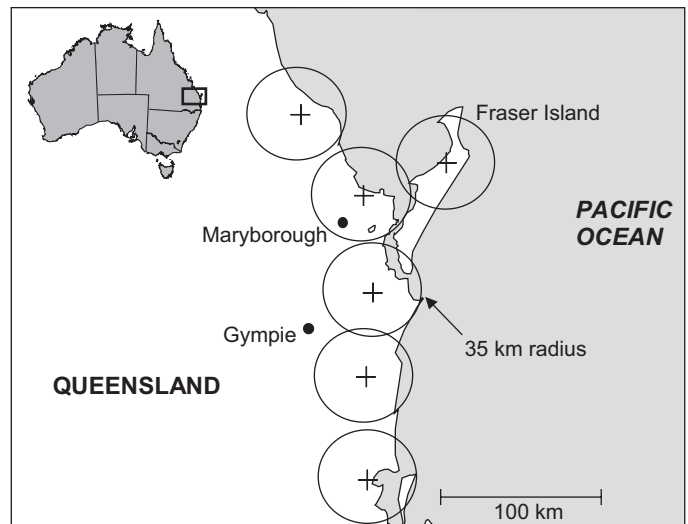 Fraser Island
PACIFIC
OCEAN
Maryborough
Gympie
35 km radius
QUEENSLAND
100 km